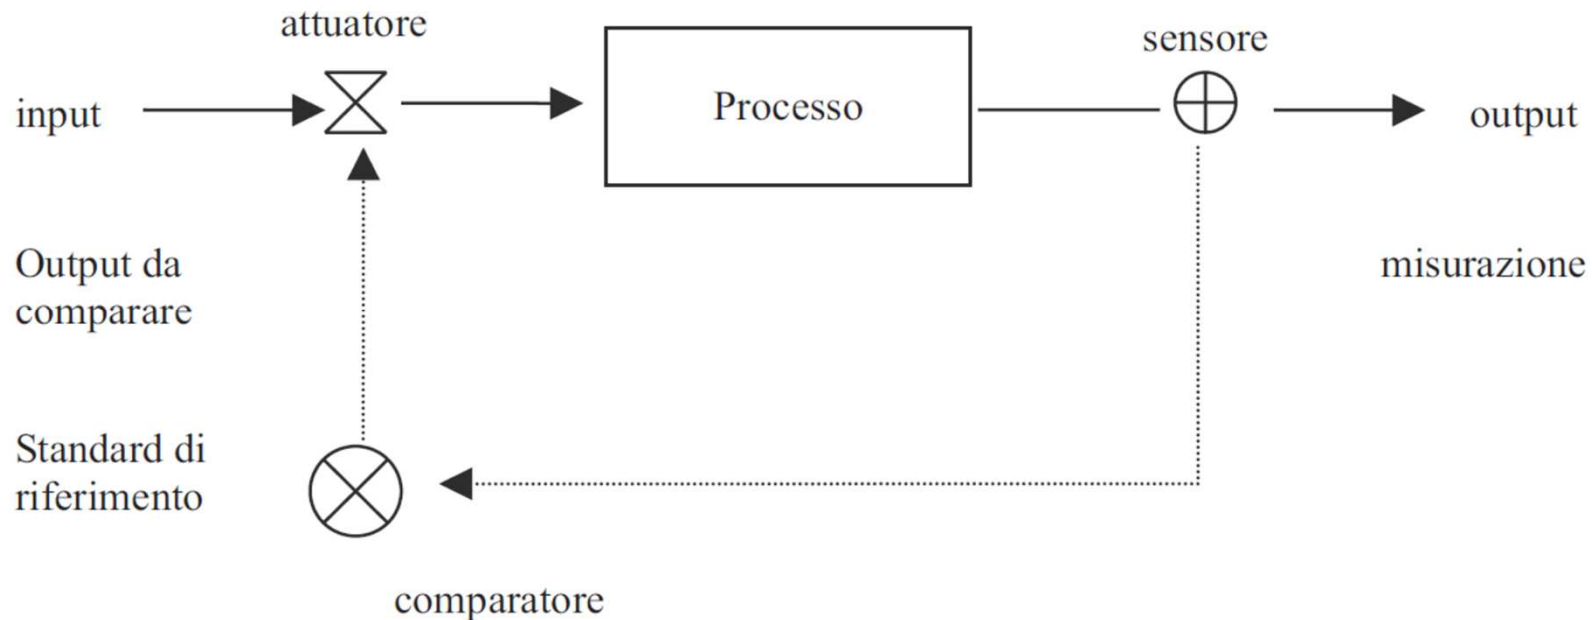 attuatore
sensore
input
Processo
output
Output da
comparare
misurazione
Standard di
riferimento
comparatore